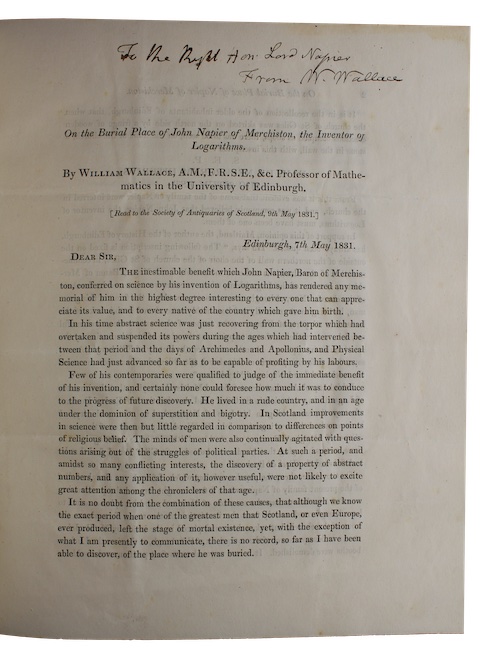 To the Right Hon Lord Napier
From W. Wallace
On the Burial Place of John Napier of Merchiston, the Inventor of
Logarithms.
By WILLIAM WALLACE, A.M., F.R.S.E., &c. Professor of Mathe-
matics in the University of Edinburgh.
[Read to the Society of Antiquaries of Scotland, 9th May 1831.]
Edinburgh, 7th May 1831.
DEAR SIR,
THE inestimable benefit which John Napier, Baron of Merchis-
ton, conferred on science by his invention of Logarithms, has rendered any me-
morial of him in the highest degree interesting to every one that can appre-
ciate its value, and to every native of the country which gave him birth.
In his time abstract science was just recovering from the torpor which had
overtaken and suspended its powers during the ages which had intervened be-
tween that period and the days of Archimedes and Apollonius, and Physical
Science had just advanced so far as to be capable of profiting by his labours.
Few of his contemporaries were qualified to judge of the immediate benefit
of his invention, and certainly none could foresee how much it was to conduce
to the progress of future discovery. He lived in a rude country, and in an age
under the dominion of superstition and bigotry. In Scotland improvements
in science were then but little regarded in comparison to differences on points
of religious belief. The minds of men were also continually agitated with ques-
tions arising out of the struggles of political parties. At such a period, and
amidst so many conflicting interests, the discovery of a property of abstract
numbers, and any application of it, however useful, were not likely to excite
great attention among the chroniclers of that age.
It is no doubt from the combination of these causes, that although we know
the exact period when one of the greatest men that Scotland, or even Europe,
ever produced, left the stage of mortal existence, yet, with the exception of
what I am presently to communicate, there is no record, so far as I have been
able to discover, of the place where he was buried.